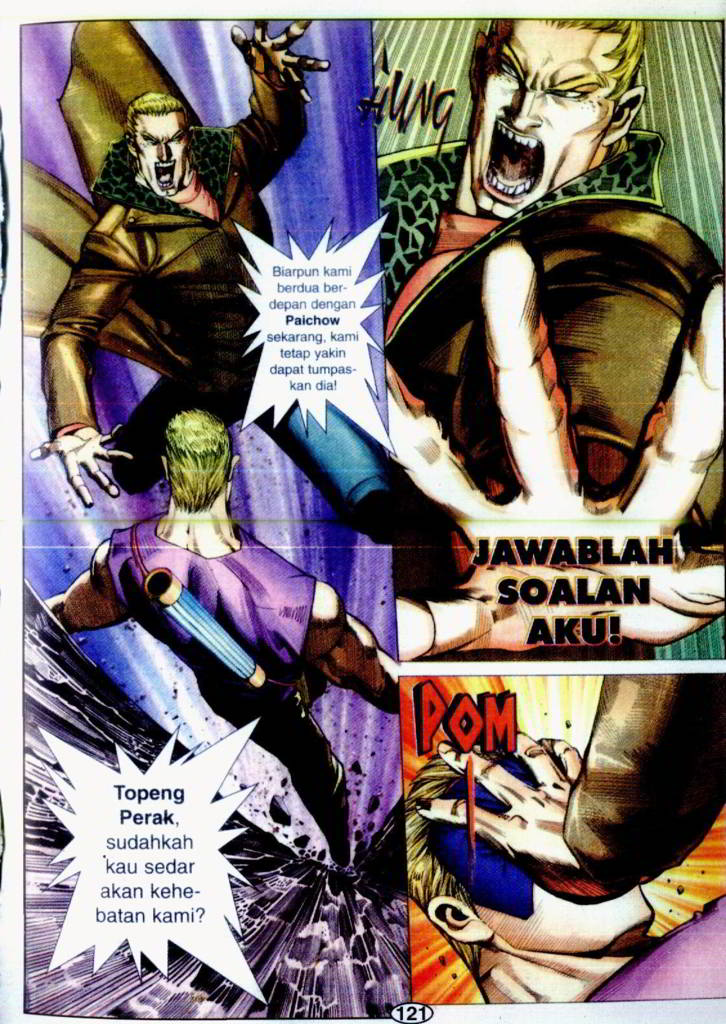 Biarpun kami
berdua ber-
depan dengan
Paichow
sekarang, kami
tetap yakin
dapat tumpas-
kan dia!
AUNG
JAWABLAH
SOALAN
AKU!
Topeng
Perak,
sudahkah
kau sedar
akan kehe-
batan kami?
POM
121